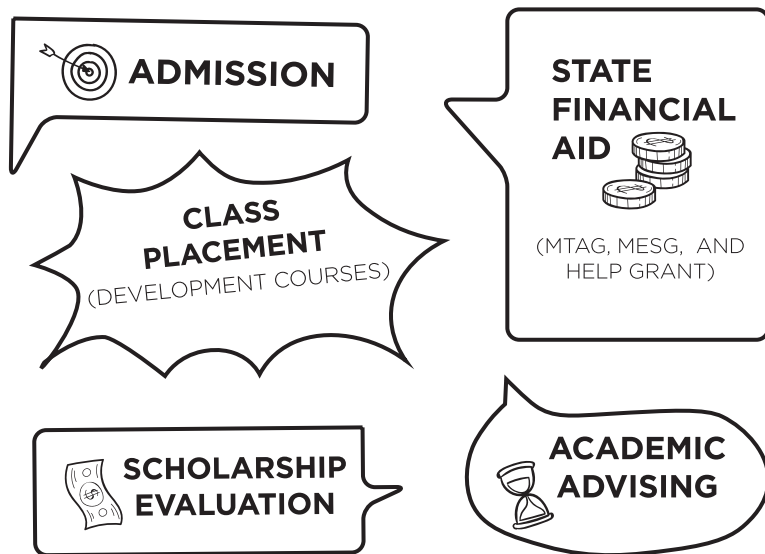 ADMISSION
STATE
FINANCIAL
AID
(MTAG, MESG, AND
HELP GRANT)
CLASS
PLACEMENT
(DEVELOPMENT COURSES)
SCHOLARSHIP
EVALUATION
ACADEMIC
ADVISING